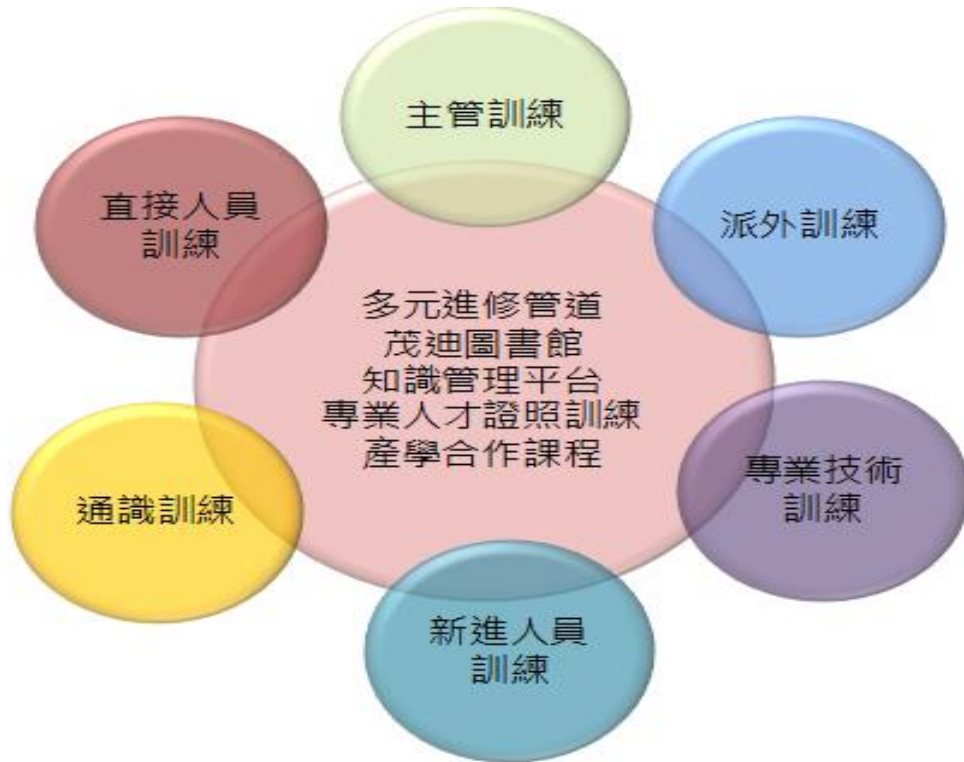 主管訓練
直接人員
訓練
派外訓練
多元進修管道
茂迪圖書館
知識管理平台
專業人才證照訓練
產學合作課程
通識訓練
專業技術
訓練
新進人員
訓練